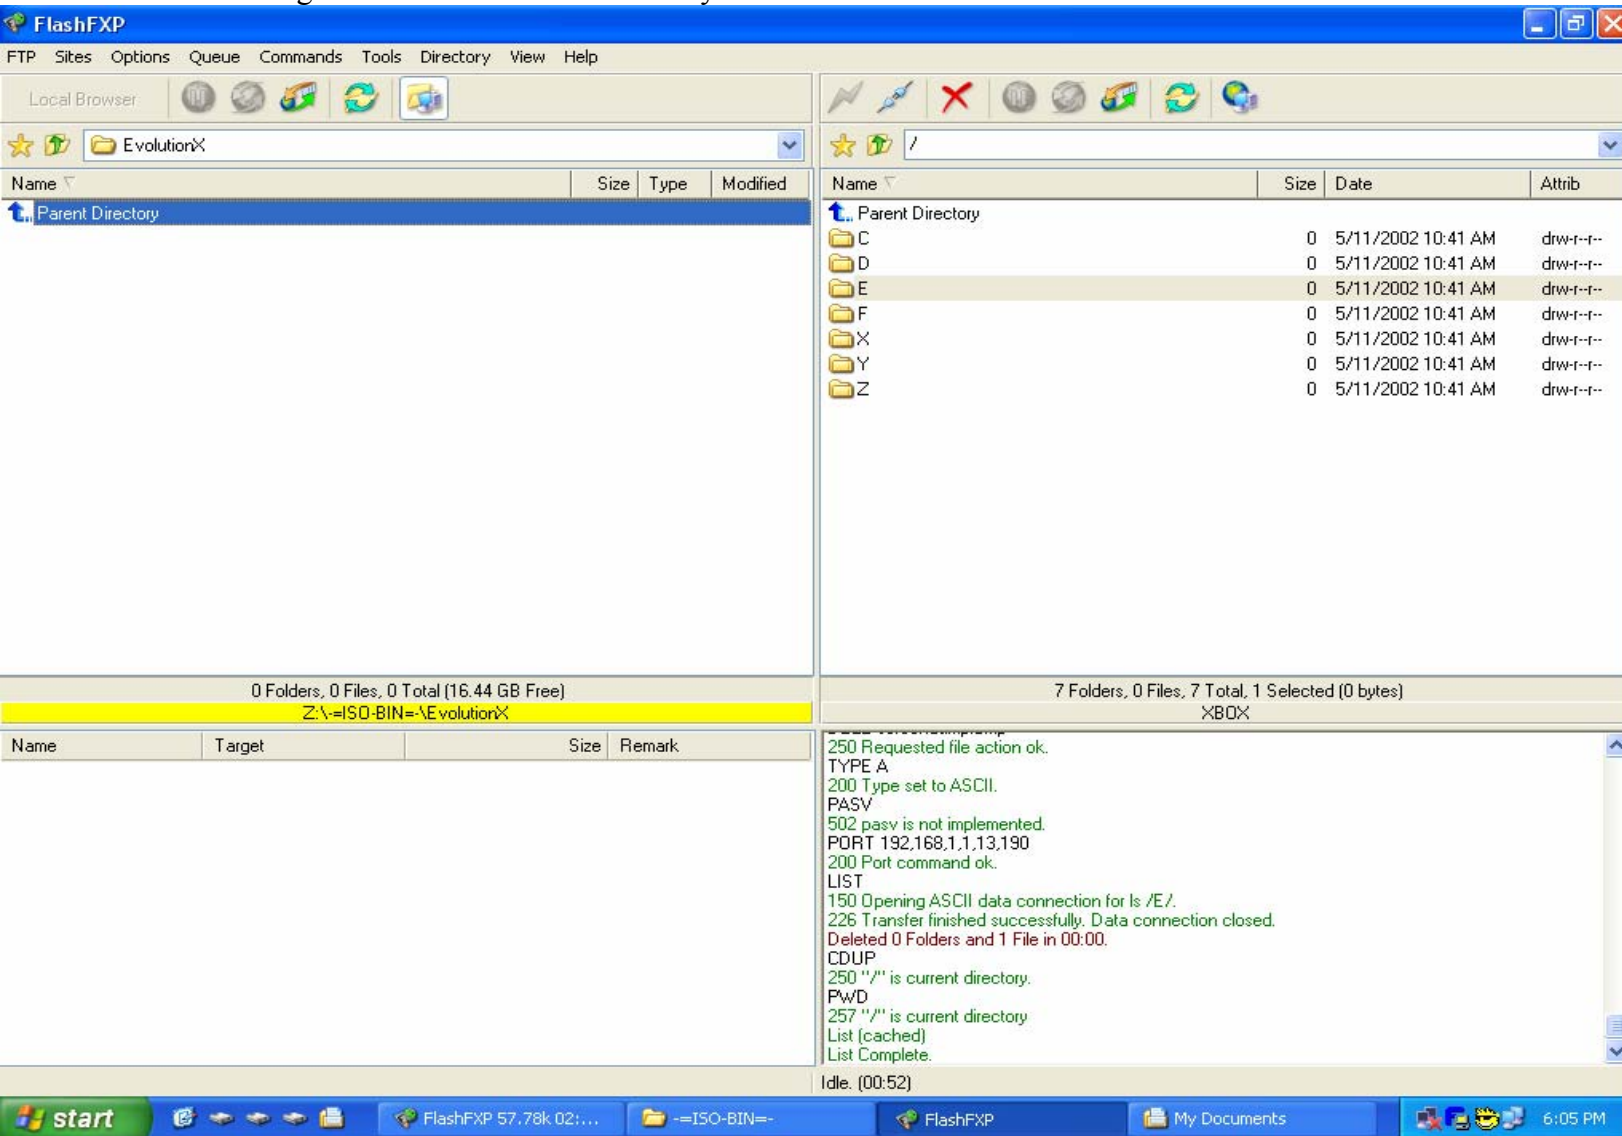 FlashFXP
FTP Sites Options Queue Commands Tools Directory View Help
Local Browser
EvolutionX
/
Name Size Type Modified
Parent Directory
Name Size Date Attrib
Parent Directory
C 0 5/11/2002 10:41 AM drw-r--r--
D 0 5/11/2002 10:41 AM drw-r--r--
E 0 5/11/2002 10:41 AM drw-r--r--
F 0 5/11/2002 10:41 AM drw-r--r--
X 0 5/11/2002 10:41 AM drw-r--r--
Y 0 5/11/2002 10:41 AM drw-r--r--
Z 0 5/11/2002 10:41 AM drw-r--r--
0 Folders, 0 Files, 0 Total (16.44 GB Free)
Z:\-=ISO-BIN=-\EvolutionX
7 Folders, 0 Files, 7 Total, 1 Selected (0 bytes)
XBOX
Name Target Size Remark
250 Requested file action ok.
TYPE A
200 Type set to ASCII.
PASV
502 pasv is not implemented.
PORT 192,168,1,1,13,190
200 Port command ok.
LIST
150 Opening ASCII data connection for ls /E/.
226 Transfer finished successfully. Data connection closed.
Deleted 0 Folders and 1 File in 00:00.
CDUP
250 "/" is current directory.
PWD
257 "/" is current directory
List (cached)
List Complete.
Idle. (00:52)
start FlashFXP 57.78k 02:... -=ISO-BIN=- FlashFXP My Documents 6:05 PM